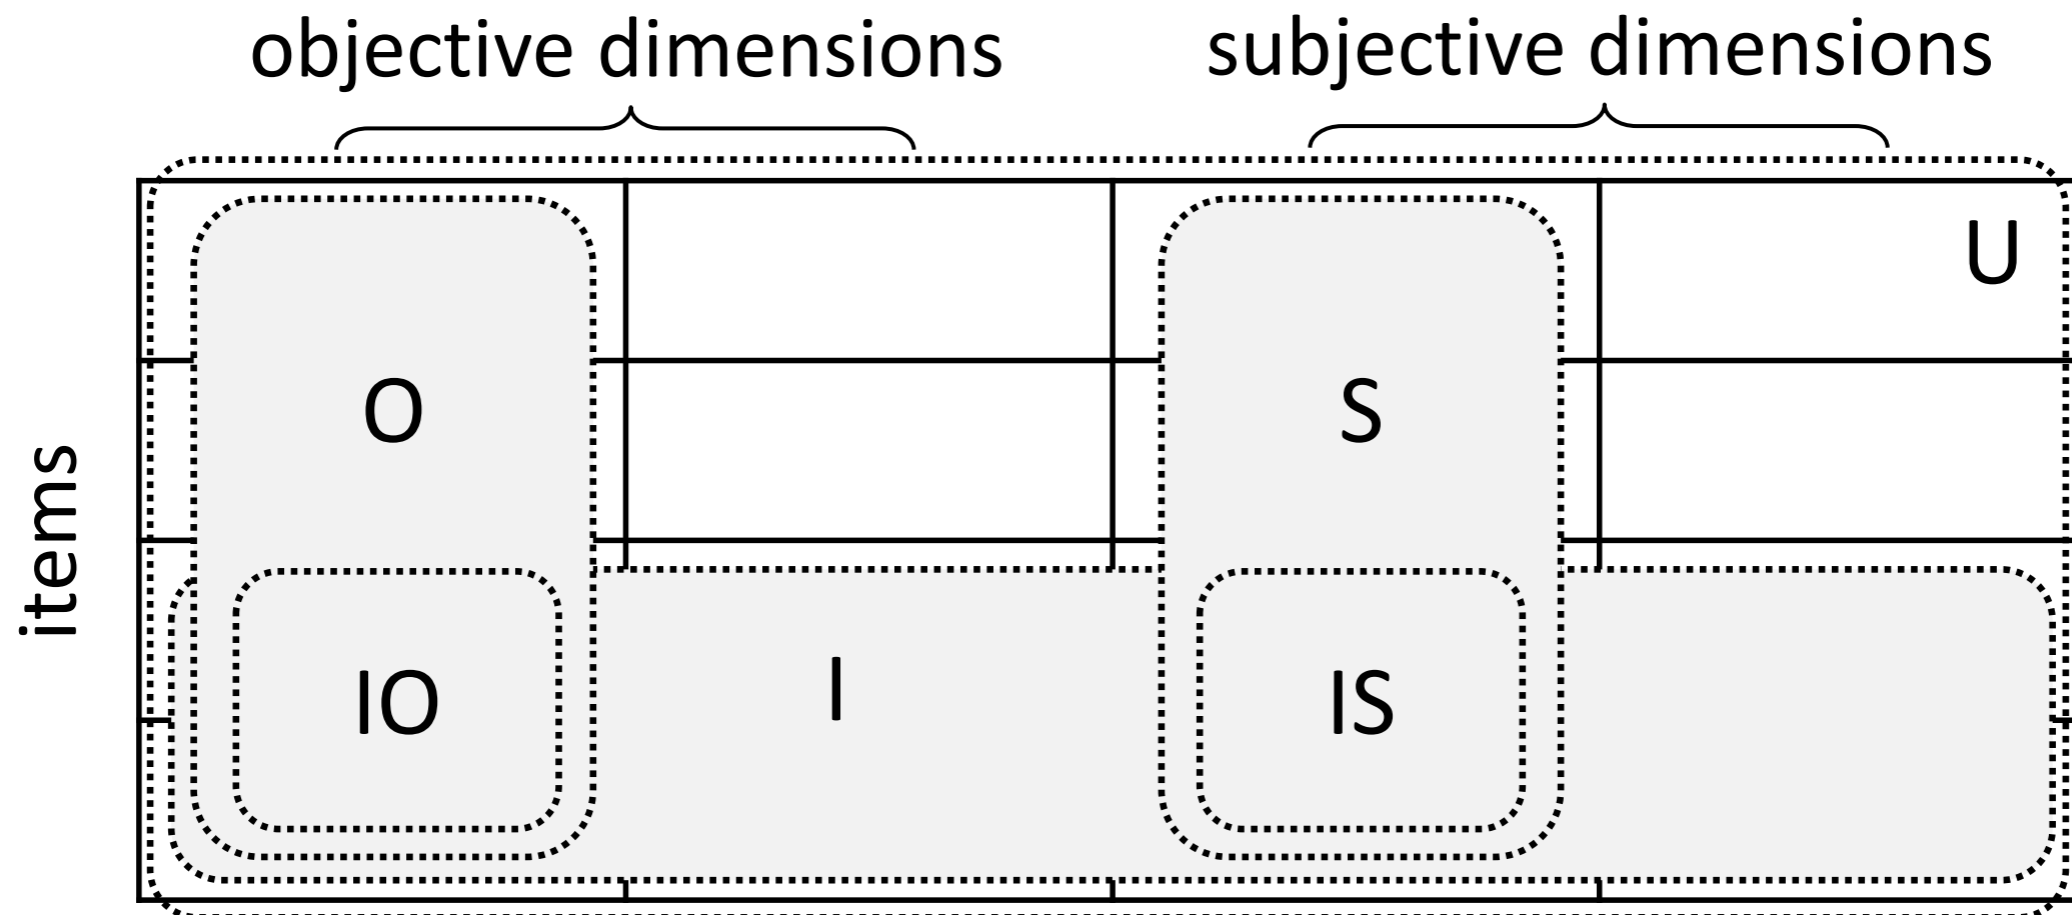 objective dimensions
subjective dimensions
U
O
S
items
IO
I
IS